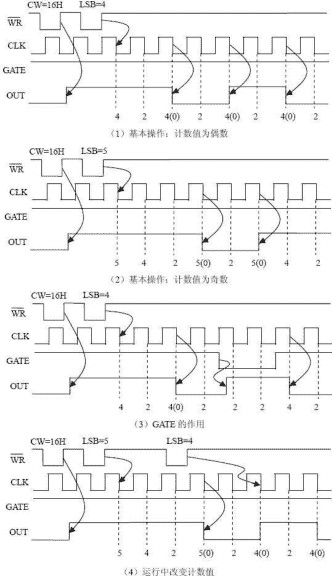 CW=16H LSB=4
WR
CLK
GATE
OUT
4 2 4(0) 2 4(0) 2 4(0) 2
（1）基本操作：计数值为偶数
CW=16H LSB=5
WR
CLK
GATE
OUT
5 4 2 5(0) 2 5(0) 4 2
（2）基本操作：计数值为奇数
CW=16H LSB=4
WR
CLK
GATE
OUT
4 2 4(0) 2 2 2 4 2
（3）GATE 的作用
CW=16H LSB=5 LSB=4
WR
CLK
GATE
OUT
5 4 2 5(0) 2 4(0) 2 4(0)
（4）运行中改变计数值